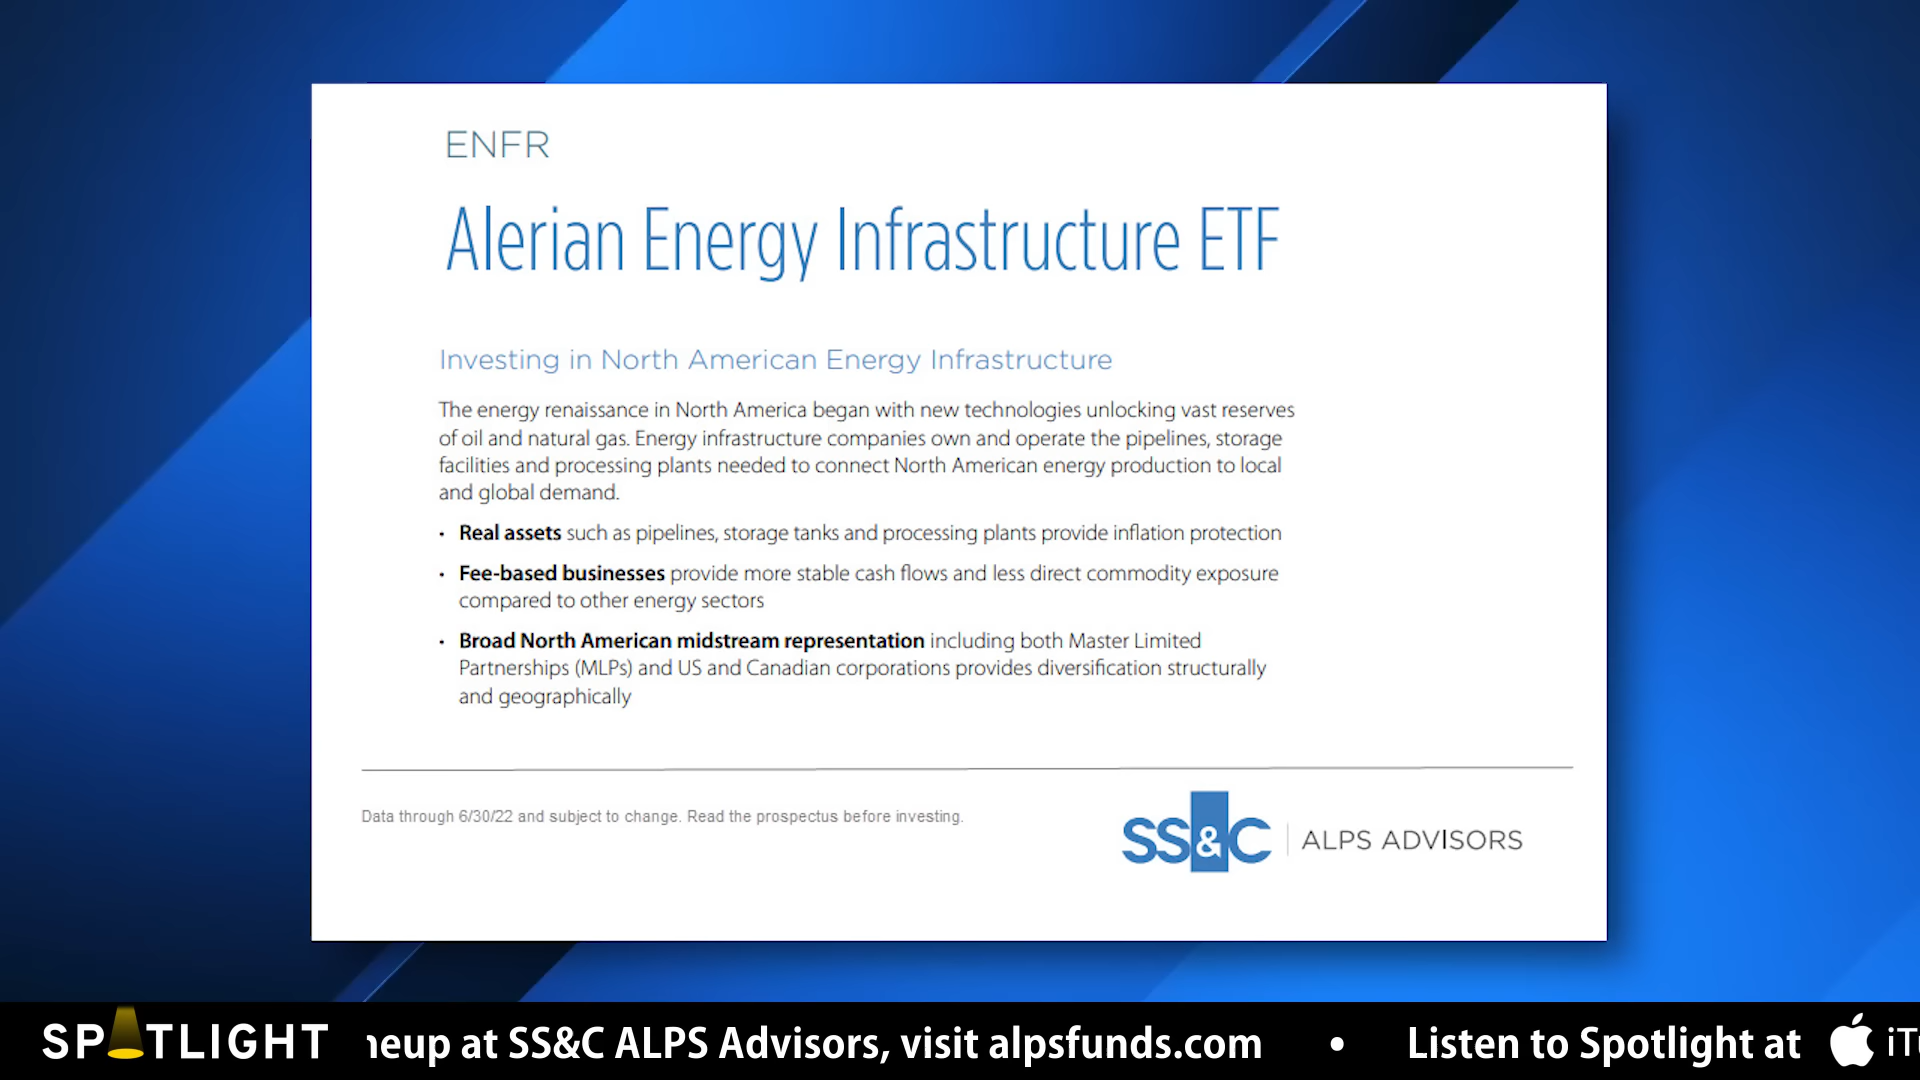 ENFR
Alerian Energy Infrastructure ETF
Investing in North American Energy Infrastructure
The energy renaissance in North America began with new technologies unlocking vast reserves
of oil and natural gas. Energy infrastructure companies own and operate the pipelines, storage
facilities and processing plants needed to connect North American energy production to local
and global demand.
• Real assets such as pipelines, storage tanks and processing plants provide inflation protection
• Fee-based businesses provide more stable cash flows and less direct commodity exposure
compared to other energy sectors
• Broad North American midstream representation including both Master Limited
Partnerships (MLPs) and US and Canadian corporations provides diversification structurally
and geographically
Data through 6/30/22 and subject to change. Read the prospectus before investing.
SS&C | ALPS ADVISORS
SPOTLIGHT neup at SS&C ALPS Advisors, visit alpsfunds.com • Listen to Spotlight at